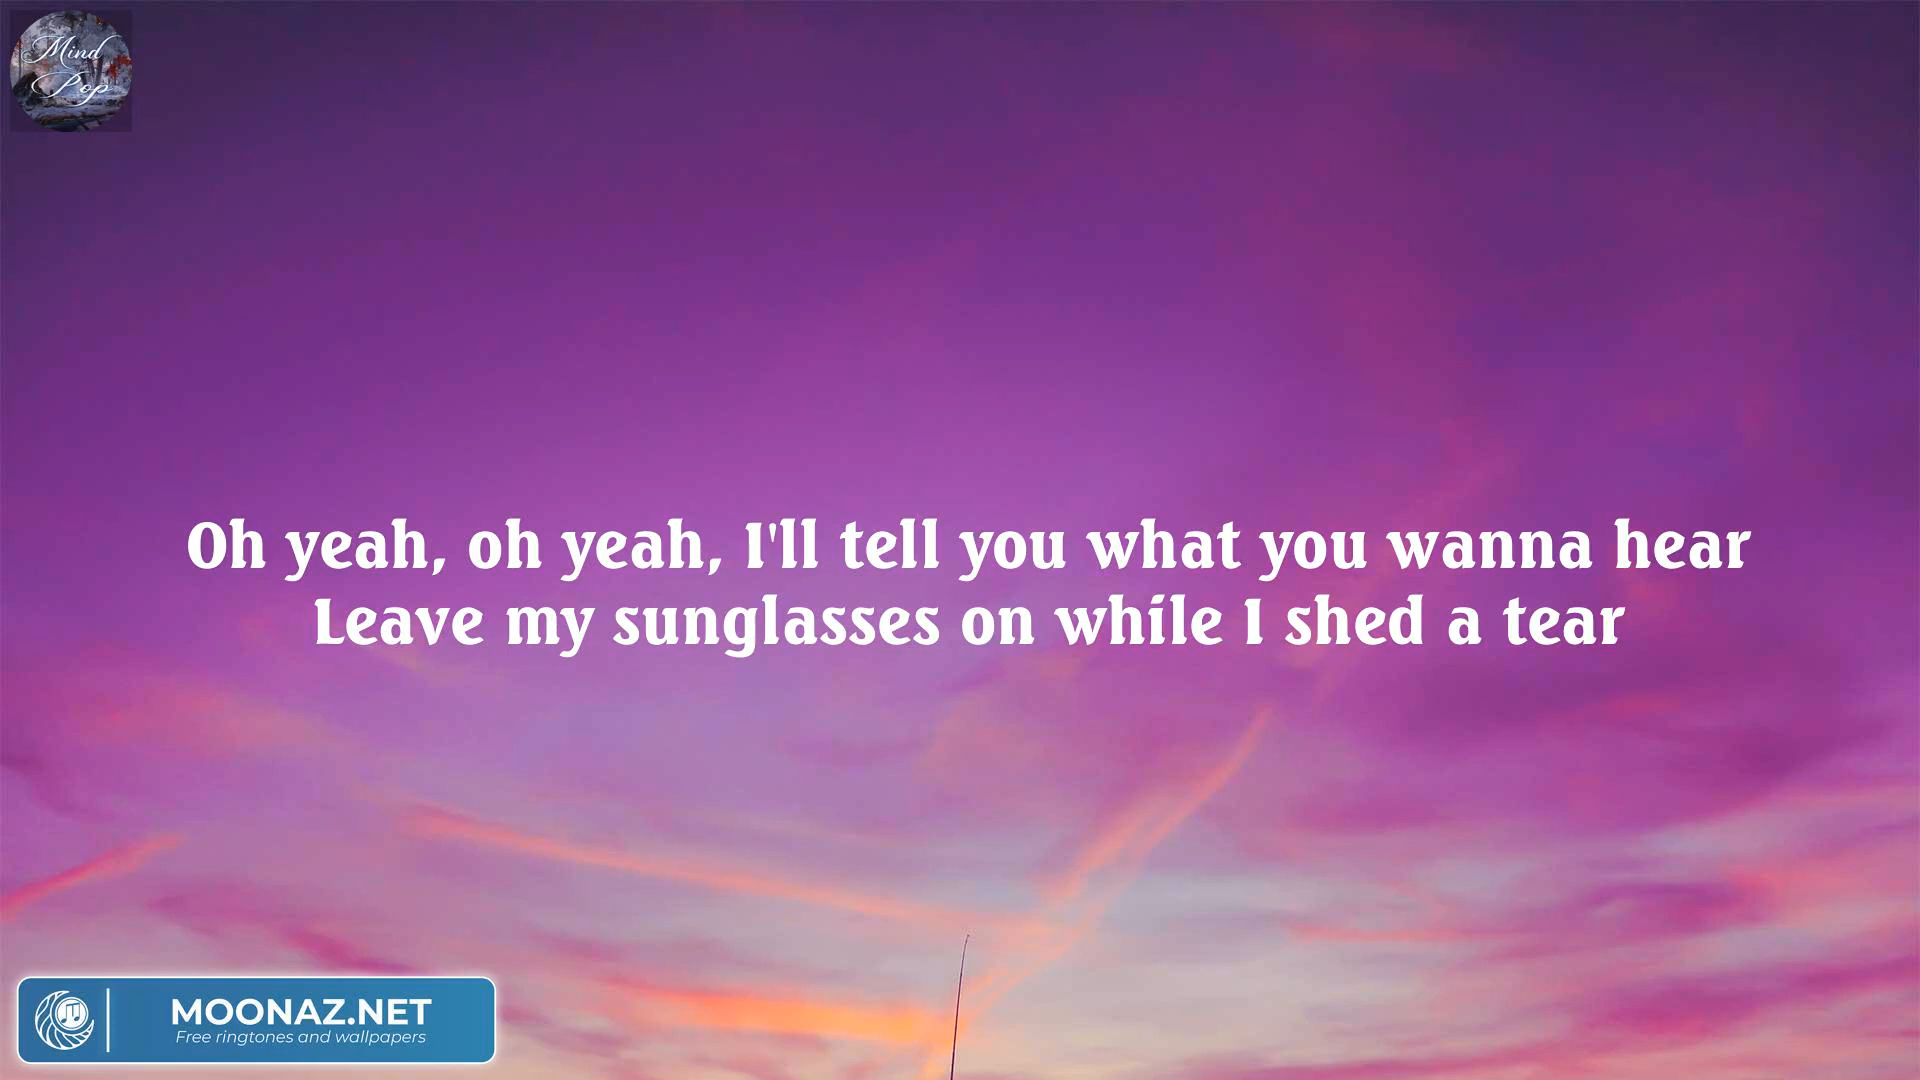 Mind
Pop
Oh yeah, oh yeah, I'll tell you what you wanna hear
Leave my sunglasses on while I shed a tear
MOONAZ.NET
Free ringtones and wallpapers